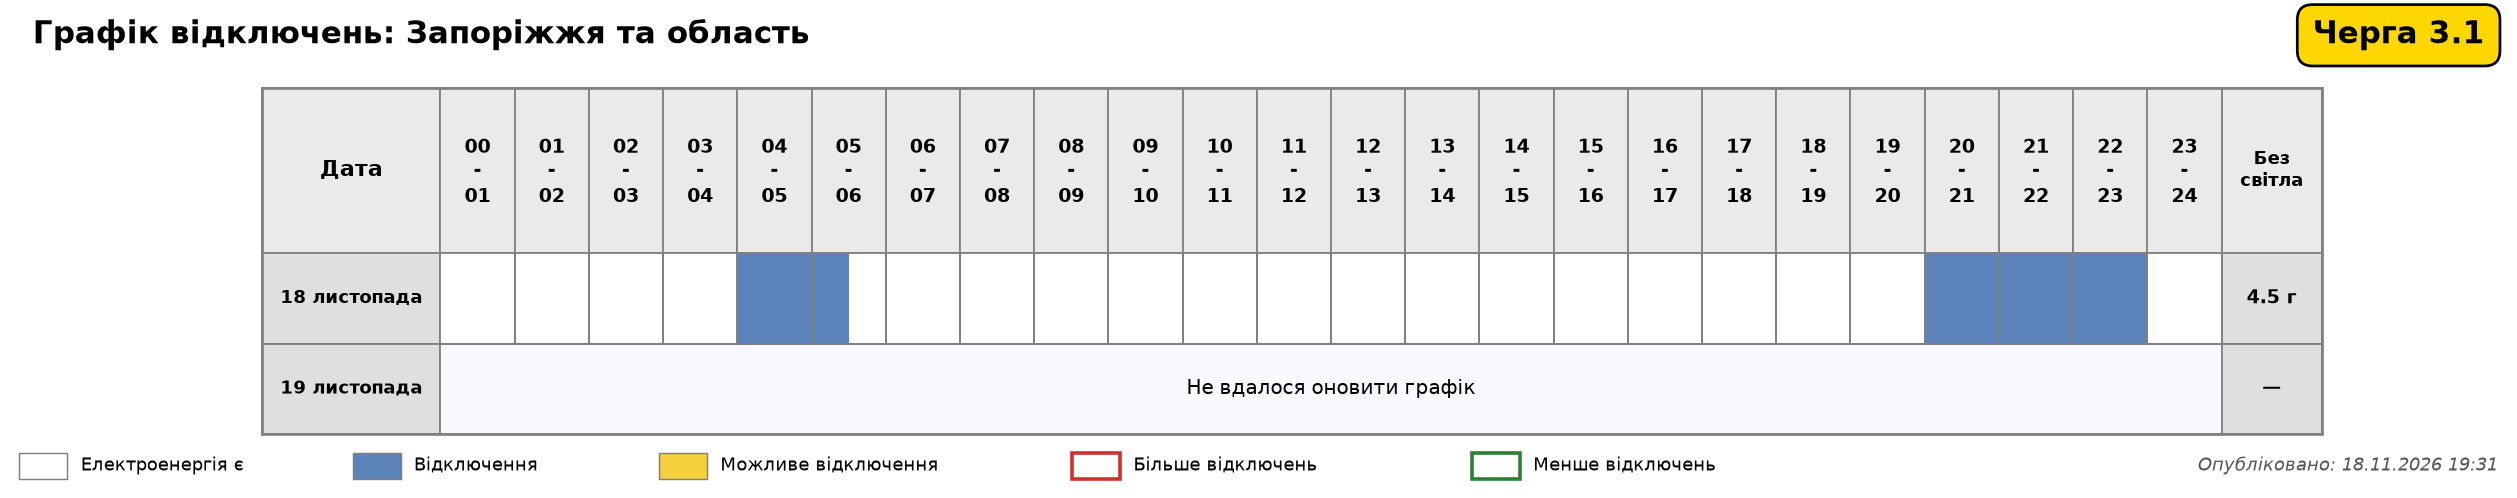 Графік відключень: Запоріжжя та область
Черга 3.1
Дата
00 - 01
01 - 02
02 - 03
03 - 04
04 - 05
05 - 06
06 - 07
07 - 08
08 - 09
09 - 10
10 - 11
11 - 12
12 - 13
13 - 14
14 - 15
15 - 16
16 - 17
17 - 18
18 - 19
19 - 20
20 - 21
21 - 22
22 - 23
23 - 24
Без
світла
18 листопада
4.5 г
19 листопада
Не вдалося оновити графік
—
Електроенергія є
Відключення
Можливе відключення
Більше відключень
Менше відключень
Опубліковано: 18.11.2026 19:31